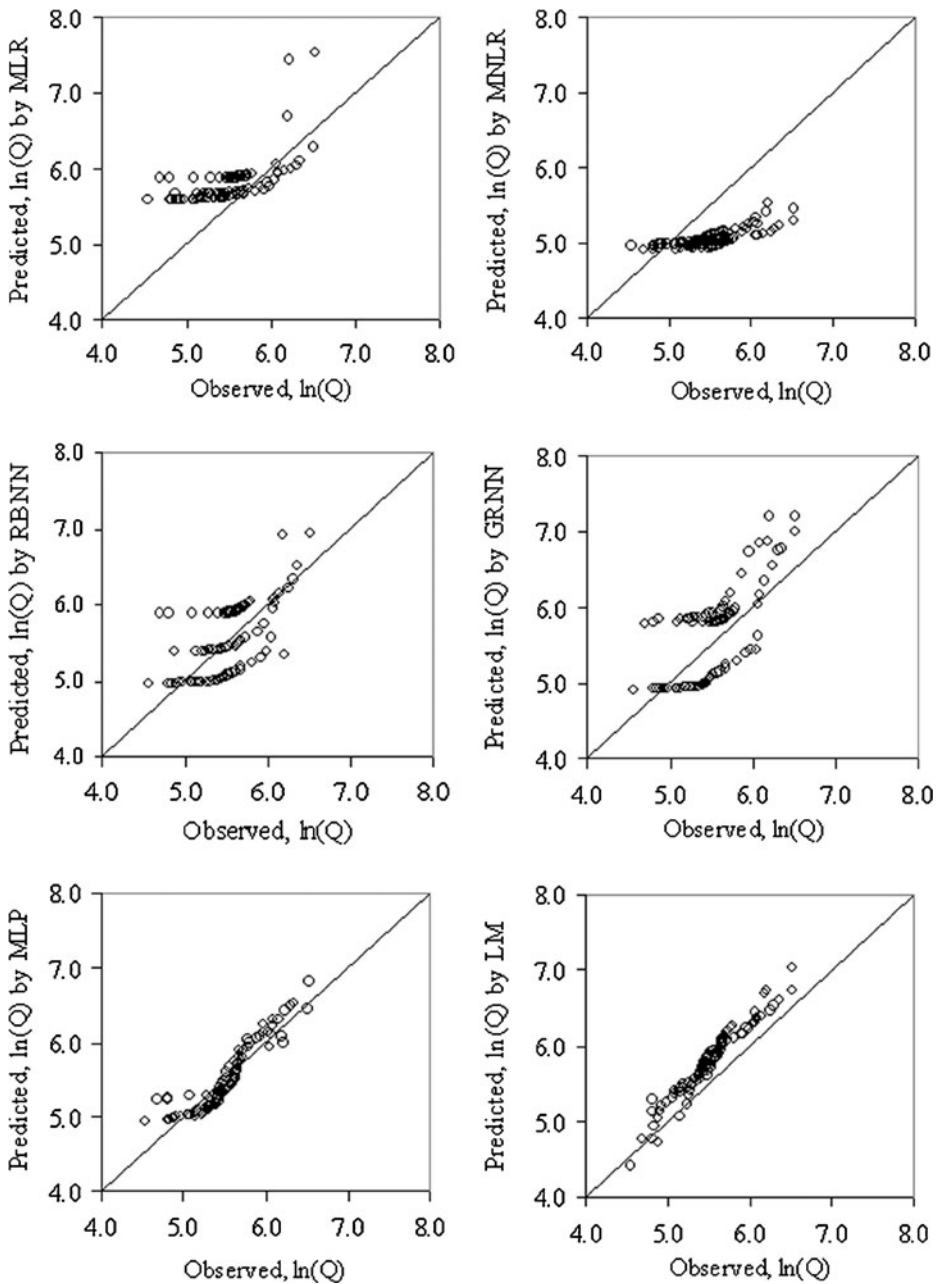 8.0
7.0
6.0
5.0
4.0
Predicted, ln(Q) by MLR
4.0 5.0 6.0 7.0 8.0
Observed, ln(Q)
8.0
7.0
6.0
5.0
4.0
Predicted, ln(Q) by MNLR
4.0 5.0 6.0 7.0 8.0
Observed, ln(Q)
8.0
7.0
6.0
5.0
4.0
Predicted, ln(Q) by RBNN
4.0 5.0 6.0 7.0 8.0
Observed, ln(Q)
8.0
7.0
6.0
5.0
4.0
Predicted, ln(Q) by GRNN
4.0 5.0 6.0 7.0 8.0
Observed, ln(Q)
8.0
7.0
6.0
5.0
4.0
Predicted, ln(Q) by MLP
4.0 5.0 6.0 7.0 8.0
Observed, ln(Q)
8.0
7.0
6.0
5.0
4.0
Predicted, ln(Q) by LM
4.0 5.0 6.0 7.0 8.0
Observed, ln(Q)